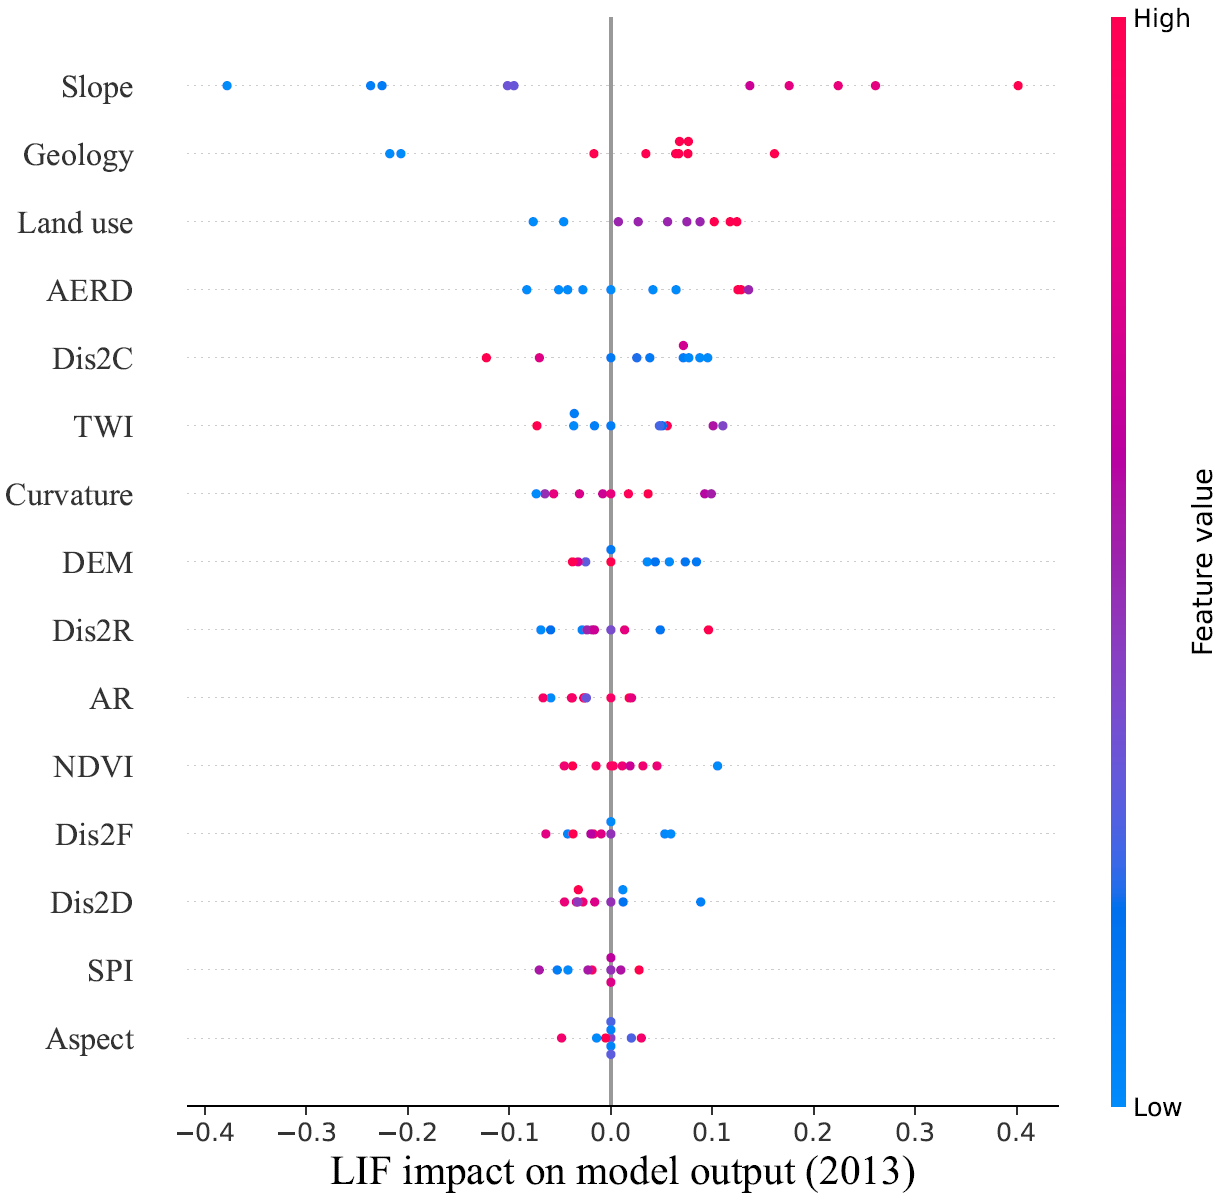 High
Slope
Geology
Land use
AERD
Dis2C
TWI
Curvature
DEM
Dis2R
AR
NDVI
Dis2F
Dis2D
SPI
Aspect
Feature value
Low
−0.4 −0.3 −0.2 −0.1 0.0 0.1 0.2 0.3 0.4
LIF impact on model output (2013)